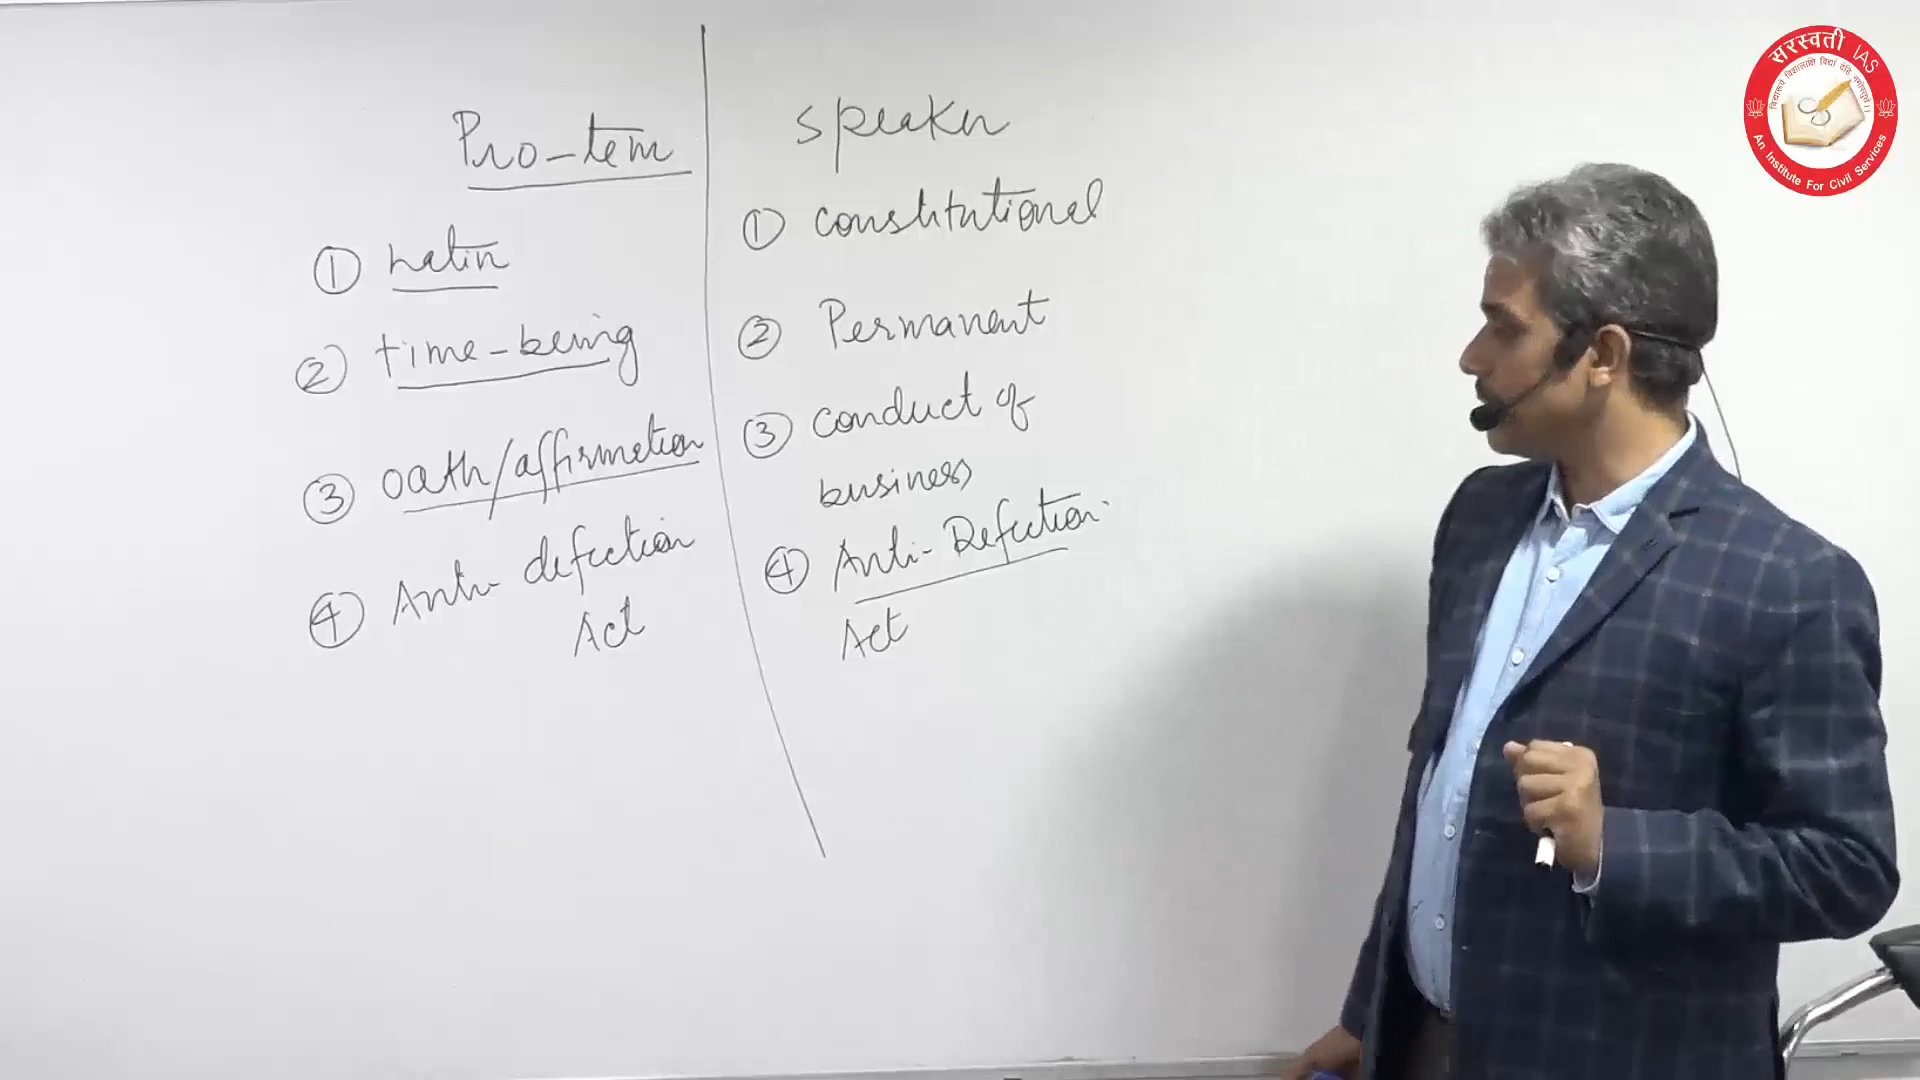 Pro-tem
① Latin
② time-being
③ oath/affirmation
④ Anti-defection
Act
Speaker
① constitutional
② Permanent
③ conduct of
business
④ Anti-Defection
Act
सरस्वती IAS
An Institute For Civil Services